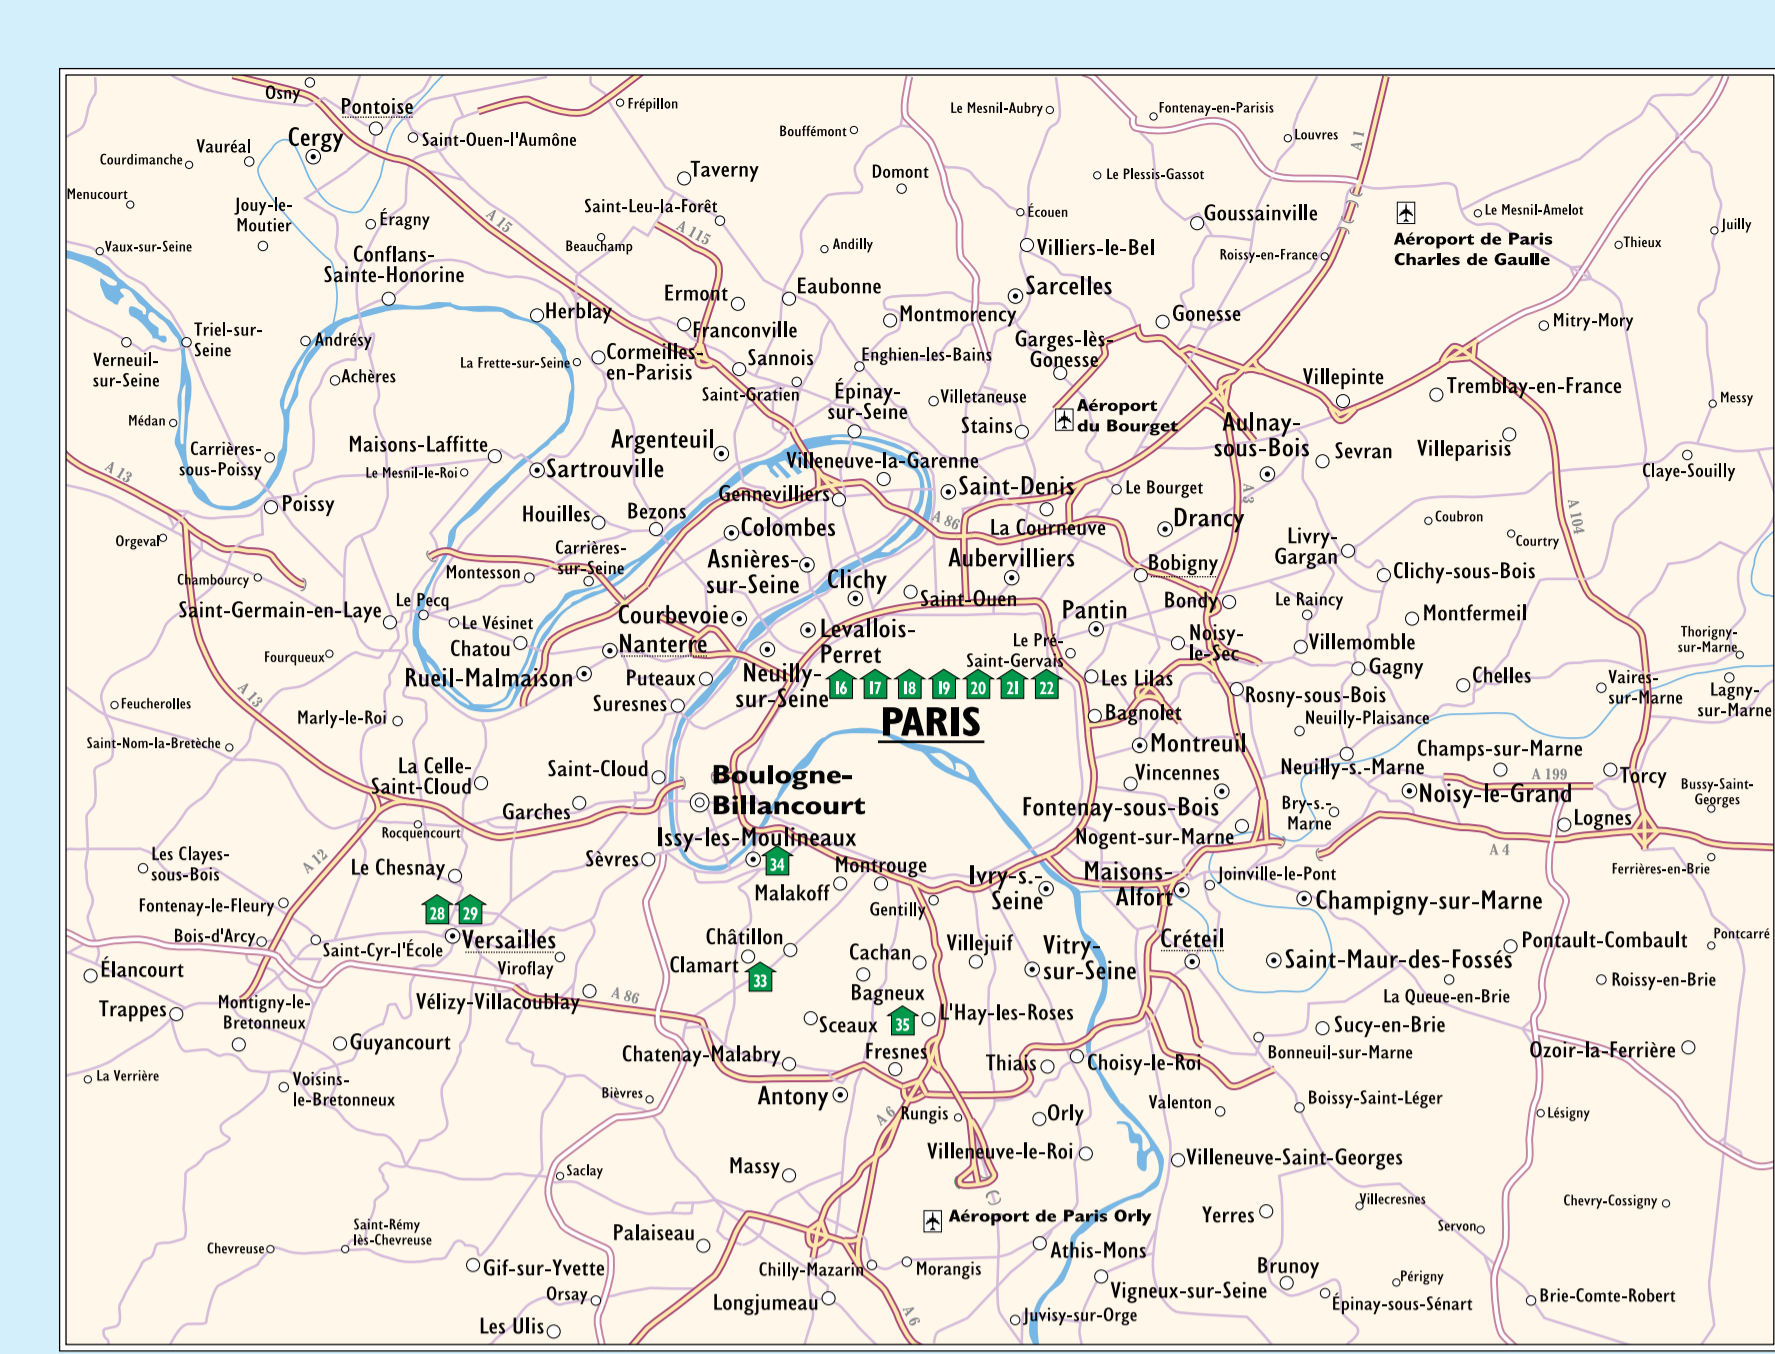 Osny
Pontoise
Frépillon
Le Mesnil-Aubry
Fontenay-en-Parisis
Cergy
Saint-Ouen-l'Aumône
Bouffémont
Louvres
A 1
Vauréal
Courdimanche
Taverny
Domont
Le Plessis-Gassot
Menucourt
Jouy-le-
Moutier
Éragny
A 15
Saint-Leu-la-Forêt
A 115
Écouen
Goussainville
Le Mesnil-Amelot
Juilly
Vaux-sur-Seine
Conflans-
Sainte-Honorine
Beauchamp
Andilly
Villiers-le-Bel
Roissy-en-France
Aéroport de Paris
Charles de Gaulle
Thieux
Ermont
Eaubonne
Sarcelles
Herblay
Franconville
Montmorency
Gonesse
Mitry-Mory
Triel-sur-
Seine
Andrésy
Verneuil-
sur-Seine
Achères
La Frette-sur-Seine
Cormeilles-
en-Parisis
Sannois
Enghien-les-Bains
Garges-lès-
Gonesse
Villepinte
Tremblay-en-France
Saint-Gratien
Épinay-
sur-Seine
Villetaneuse
Aéroport
du Bourget
Messy
Médan
Stains
Aulnay-
sous-Bois
Carrières-
sous-Poissy
Maisons-Laffitte
Argenteuil
Sevran
Villeparisis
A 13
Le Mesnil-le-Roi
Sartrouville
Villeneuve-la-Garenne
Claye-Souilly
Poissy
Gennevilliers
Saint-Denis
Le Bourget
A 3
A 104
Houilles
Bezons
Colombes
A 86
La Courneuve
Drancy
Coubron
Orgeval
Courtry
Livry-
Gargan
Carrières-
sur-Seine
Asnières-
sur-Seine
Aubervilliers
Bobigny
Clichy-sous-Bois
Chambourcy
Montesson
Clichy
Saint-Germain-en-Laye
Le Pecq
Saint-Ouen
Bondy
Le Raincy
Montfermeil
Le Vésinet
Courbevoie
Pantin
Levallois-
Perret
Thorigny-
sur-Marne
Fourqueux
Chatou
Nanterre
Le Pré-
Saint-Gervais
Noisy-
le-Sec
Villemomble
Gagny
Chelles
Rueil-Malmaison
Puteaux
Neuilly-
sur-Seine
16 17 18 19 20 21 22
Les Lilas
Rosny-sous-Bois
Vaires-
sur-Marne
Lagny-
sur-Marne
A 13
Feucherolles
Marly-le-Roi
Suresnes
PARIS
Bagnolet
Neuilly-Plaisance
Saint-Nom-la-Bretèche
Montreuil
Champs-sur-Marne
La Celle-
Saint-Cloud
Saint-Cloud
Boulogne-
Billancourt
Vincennes
Neuilly-s.-Marne
A 199
Torcy
Bussy-Saint-
Georges
Garches
Fontenay-sous-Bois
Bry-s.-
Marne
Noisy-le-Grand
Lognes
Rocquencourt
Issy-les-Moulineaux
Nogent-sur-Marne
A 4
Les Clayes-
sous-Bois
A 12
Le Chesnay
Sèvres
34
Montrouge
Ivry-s.-
Seine
Maisons-
Alfort
Joinville-le-Pont
Ferrières-en-Brie
Malakoff
Gentilly
Champigny-sur-Marne
Fontenay-le-Fleury
28 29
Bois-d'Arcy
Saint-Cyr-l'École
Versailles
Châtillon
Villejuif
Vitry-
sur-Seine
Créteil
Pontault-Combault
Pontcarré
Élancourt
Viroflay
Clamart
33
Cachan
Saint-Maur-des-Fossés
Roissy-en-Brie
Trappes
Montigny-le-
Bretonneux
Vélizy-Villacoublay
A 86
Bagneux
La Queue-en-Brie
Sceaux
35
L'Hay-les-Roses
Sucy-en-Brie
Guyancourt
Chatenay-Malabry
Fresnes
Thiais
Choisy-le-Roi
Bonneuil-sur-Marne
Ozoir-la-Ferrière
La Verrière
Voisins-
le-Bretonneux
Bièvres
Antony
A 6
Rungis
Orly
Valenton
Boissy-Saint-Léger
Lésigny
Massy
Villeneuve-le-Roi
Villeneuve-Saint-Georges
Saclay
Villecresnes
Chevry-Cossigny
Saint-Rémy
lès-Chevreuse
Palaiseau
Aéroport de Paris Orly
Yerres
Servon
Chevreuse
Athis-Mons
Gif-sur-Yvette
Chilly-Mazarin
Morangis
Brunoy
Périgny
Orsay
Longjumeau
A 6
Vigneux-sur-Seine
Épinay-sous-Sénart
Brie-Comte-Robert
Les Ulis
Juvisy-sur-Orge